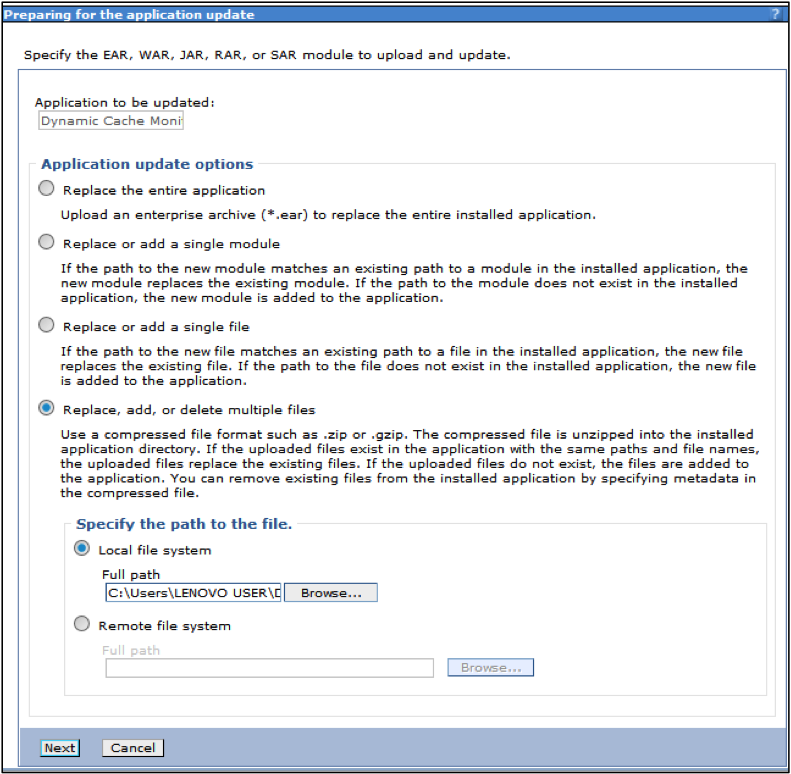 Preparing for the application update ?
Specify the EAR, WAR, JAR, RAR, or SAR module to upload and update.
Application to be updated:
Dynamic Cache Monit
Application update options
Replace the entire application
Upload an enterprise archive (*.ear) to replace the entire installed application.
Replace or add a single module
If the path to the new module matches an existing path to a module in the installed application, the
new module replaces the existing module. If the path to the module does not exist in the installed
application, the new module is added to the application.
Replace or add a single file
If the path to the new file matches an existing path to a file in the installed application, the new file
replaces the existing file. If the path to the file does not exist in the installed application, the new file
is added to the application.
Replace, add, or delete multiple files
Use a compressed file format such as .zip or .gzip. The compressed file is unzipped into the installed
application directory. If the uploaded files exist in the application with the same paths and file names,
the uploaded files replace the existing files. If the uploaded files do not exist, the files are added to
the application. You can remove existing files from the installed application by specifying metadata in
the compressed file.
Specify the path to the file.
Local file system
Full path
C:\Users\LENOVO USER\D Browse...
Remote file system
Full path
Browse...
Next Cancel